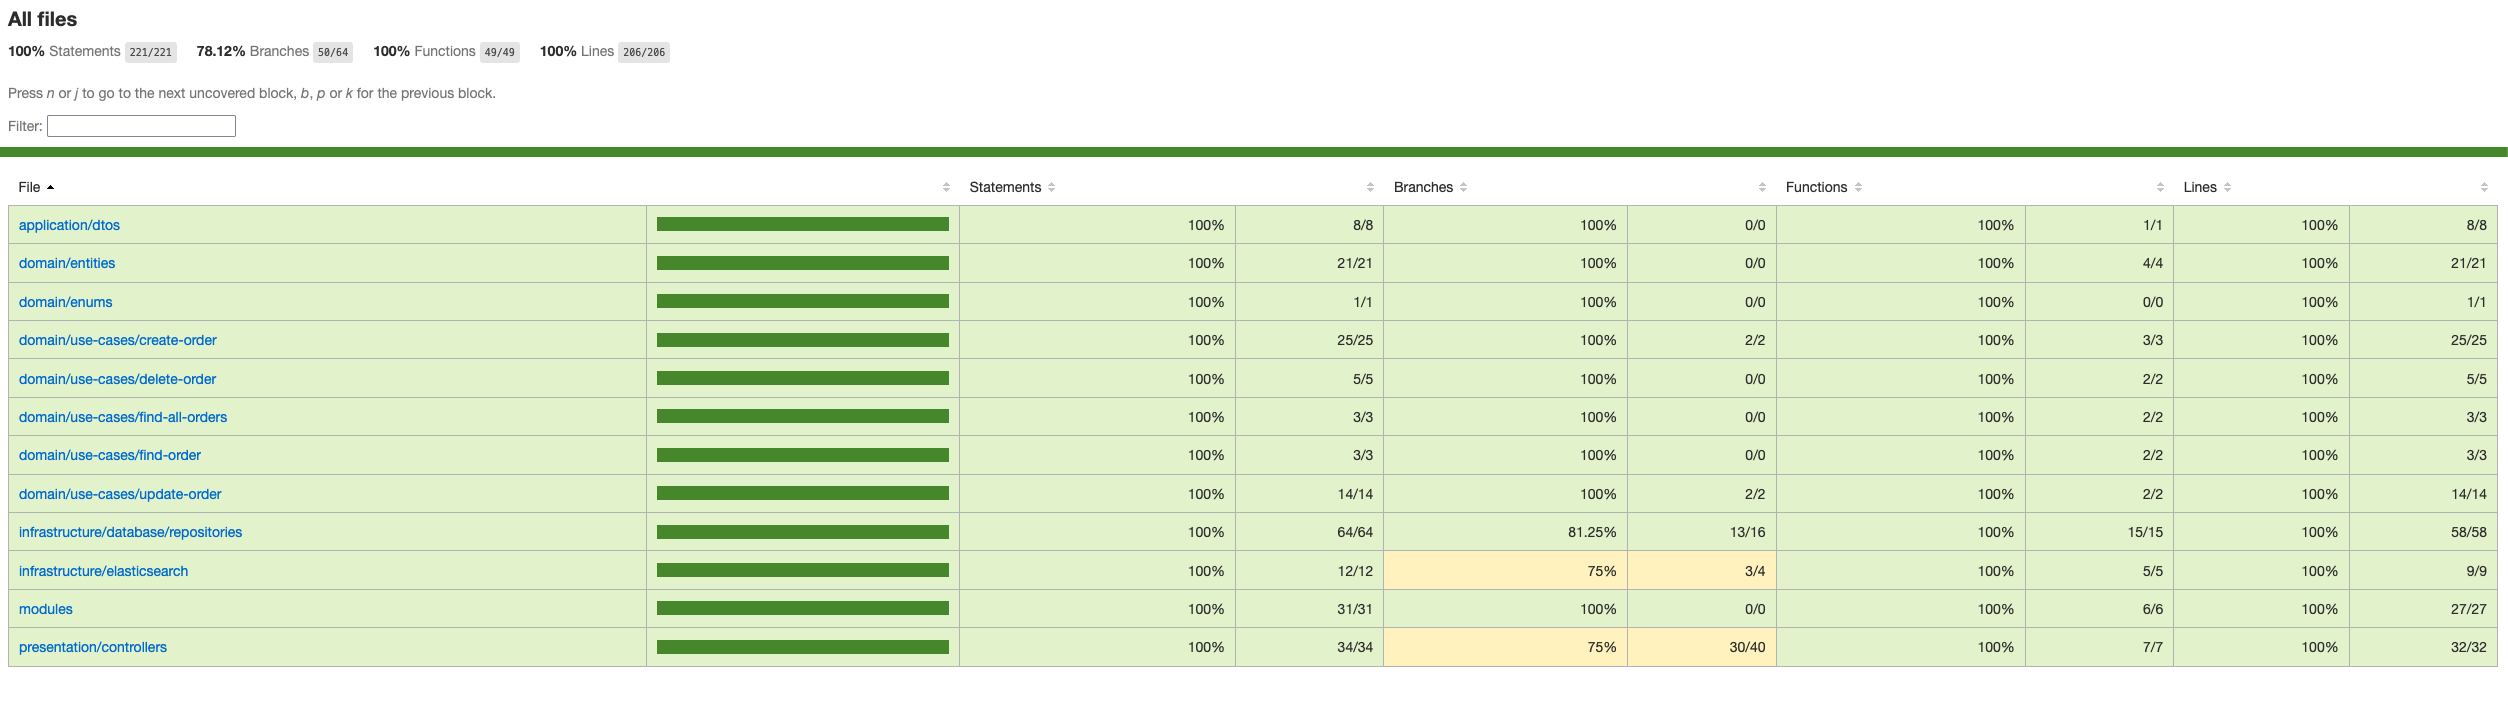 All files
100% Statements 221/221 78.12% Branches 50/64 100% Functions 49/49 100% Lines 206/206
Press n or j to go to the next uncovered block, b, p or k for the previous block.
Filter:
File Statements Branches Functions Lines
application/dtos 100% 8/8 100% 0/0 100% 1/1 100% 8/8
domain/entities 100% 21/21 100% 0/0 100% 4/4 100% 21/21
domain/enums 100% 1/1 100% 0/0 100% 0/0 100% 1/1
domain/use-cases/create-order 100% 25/25 100% 2/2 100% 3/3 100% 25/25
domain/use-cases/delete-order 100% 5/5 100% 0/0 100% 2/2 100% 5/5
domain/use-cases/find-all-orders 100% 3/3 100% 0/0 100% 2/2 100% 3/3
domain/use-cases/find-order 100% 3/3 100% 0/0 100% 2/2 100% 3/3
domain/use-cases/update-order 100% 14/14 100% 2/2 100% 2/2 100% 14/14
infrastructure/database/repositories 100% 64/64 81.25% 13/16 100% 15/15 100% 58/58
infrastructure/elasticsearch 100% 12/12 75% 3/4 100% 5/5 100% 9/9
modules 100% 31/31 100% 0/0 100% 6/6 100% 27/27
presentation/controllers 100% 34/34 75% 30/40 100% 7/7 100% 32/32